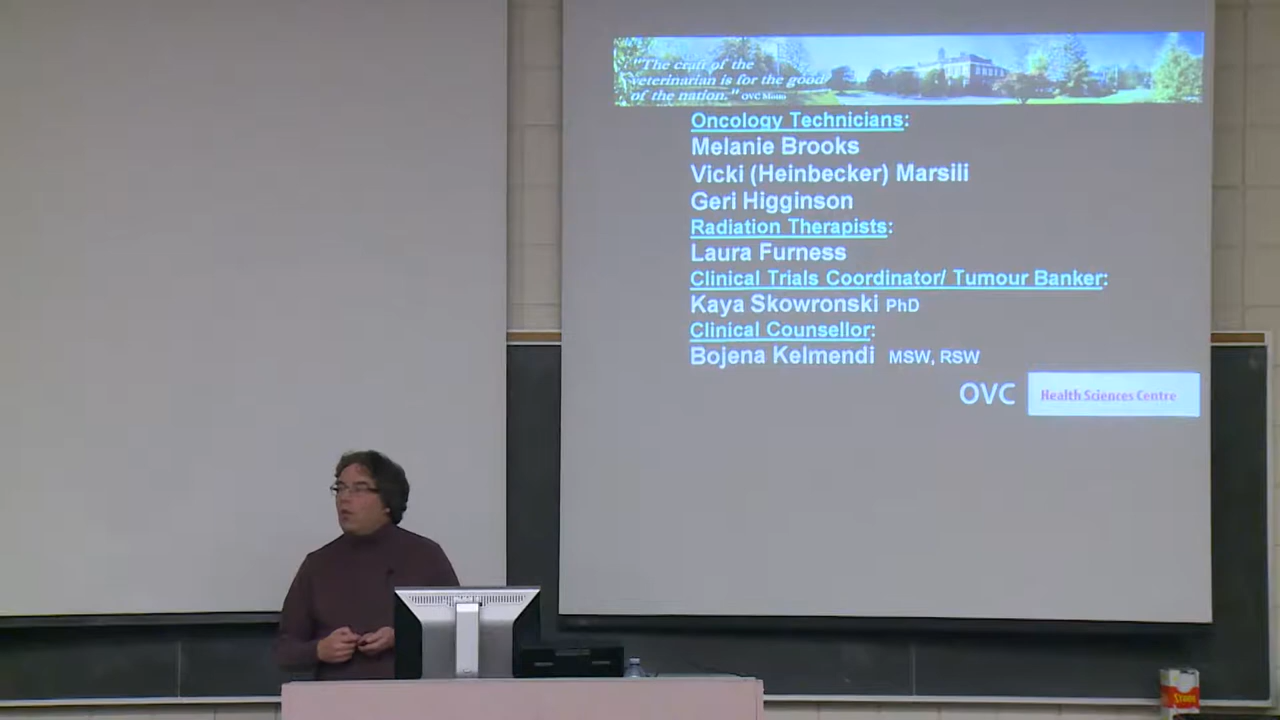 "The craft of the
veterinarian is for the good
of the nation." OVC Motto
Oncology Technicians:
Melanie Brooks
Vicki (Heinbecker) Marsili
Geri Higginson
Radiation Therapists:
Laura Furness
Clinical Trials Coordinator/ Tumour Banker:
Kaya Skowronski PhD
Clinical Counsellor:
Bojena Kelmendi MSW, RSW
OVC Health Sciences Centre